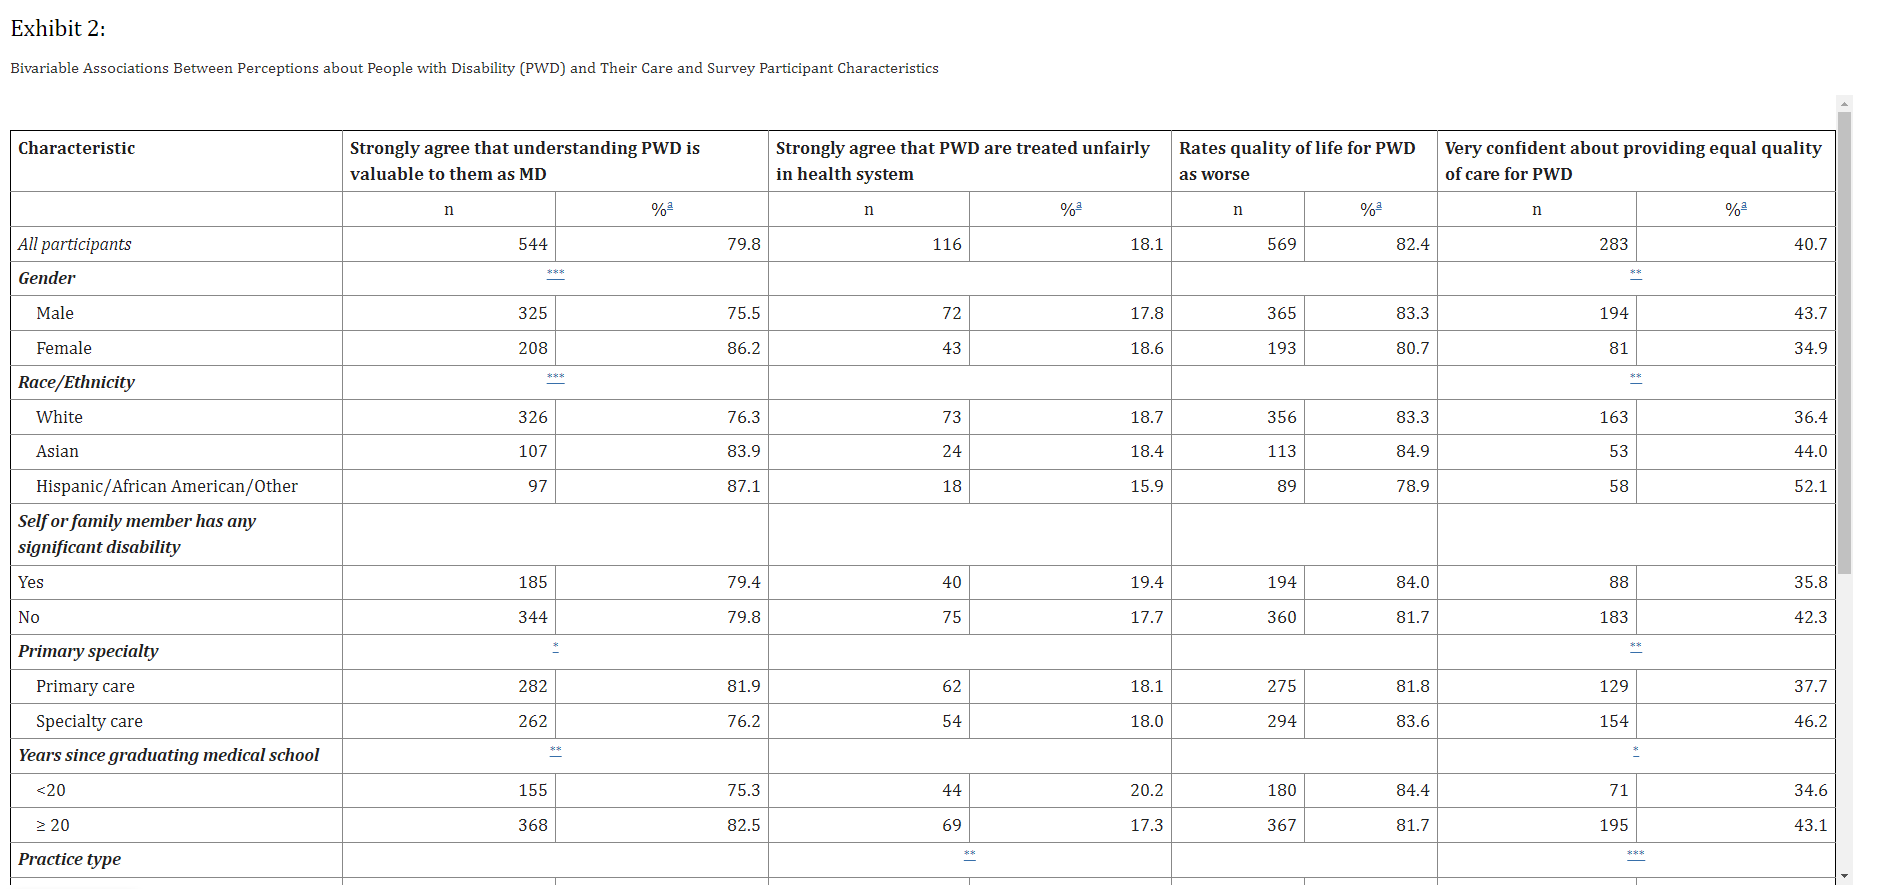 Exhibit 2:
Bivariable Associations Between Perceptions about People with Disability (PWD) and Their Care and Survey Participant Characteristics
Characteristic Strongly agree that understanding PWD is valuable to them as MD Strongly agree that PWD are treated unfairly in health system Rates quality of life for PWD as worse Very confident about providing equal quality of care for PWD
n %a n %a n %a n %a
All participants 544 79.8 116 18.1 569 82.4 283 40.7
Gender *** **
Male 325 75.5 72 17.8 365 83.3 194 43.7
Female 208 86.2 43 18.6 193 80.7 81 34.9
Race/Ethnicity *** **
White 326 76.3 73 18.7 356 83.3 163 36.4
Asian 107 83.9 24 18.4 113 84.9 53 44.0
Hispanic/African American/Other 97 87.1 18 15.9 89 78.9 58 52.1
Self or family member has any significant disability
Yes 185 79.4 40 19.4 194 84.0 88 35.8
No 344 79.8 75 17.7 360 81.7 183 42.3
Primary specialty * **
Primary care 282 81.9 62 18.1 275 81.8 129 37.7
Specialty care 262 76.2 54 18.0 294 83.6 154 46.2
Years since graduating medical school ** *
<20 155 75.3 44 20.2 180 84.4 71 34.6
≥ 20 368 82.5 69 17.3 367 81.7 195 43.1
Practice type ** ***